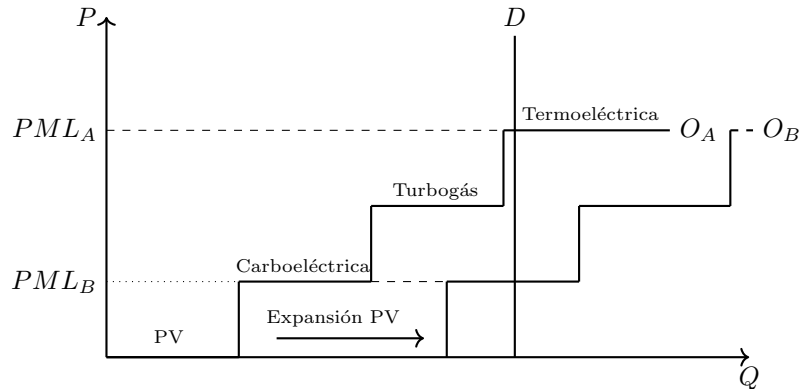 P
D
Termoeléctrica
PML_A
O_A
O_B
Turbogás
Carboeléctrica
PML_B
Expansión PV
PV
Q